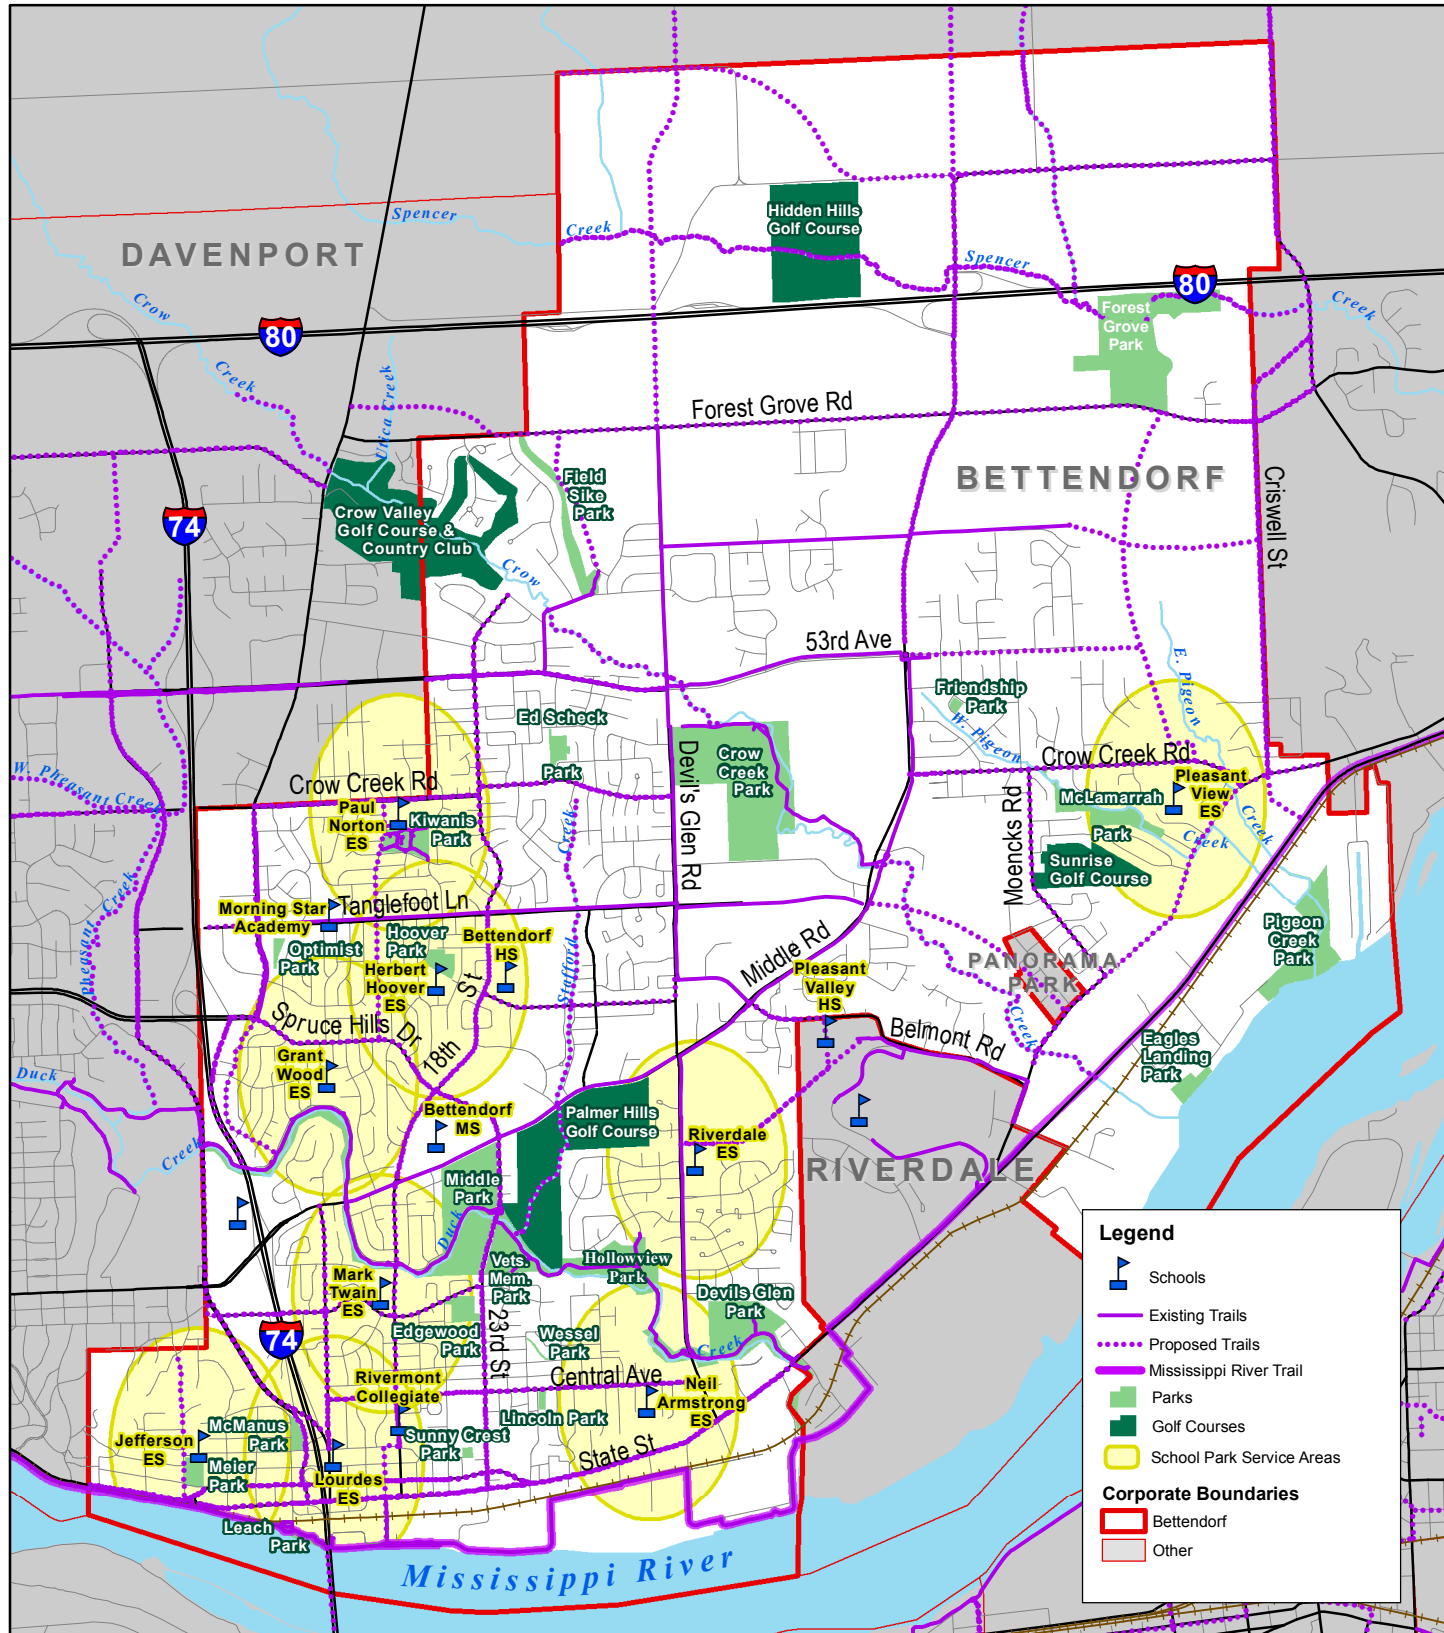 Hidden Hills
Golf Course
Spencer
Creek
DAVENPORT
Spencer
80
Crow
Creek
Forest
Grove
Park
80
Creek
Utica Creek
Forest Grove Rd
BETTENDORF
Field
Sike
Park
Criswell St
74
Crow Valley
Golf Course &
Country Club
Crow
53rd Ave
E. Pigeon
Friendship
Park
W. Pigeon
Ed Scheck
Park
Crow
Creek
Park
Devil's Glen Rd
Crow Creek Rd
W. Pheasant Creek
Crow Creek Rd
Pleasant
View
ES
Paul
Norton
ES
Kiwanis
Park
McLamarrah
Park
Creek
Creek
Moencks Rd
Sunrise
Golf Course
Stafford
Creek
Pheasant
Creek
Tanglefoot Ln
Morning Star
Academy
Optimist
Park
Hoover
Park
Bettendorf
HS
Herbert
Hoover
ES
Middle Rd
Pleasant
Valley
HS
PANORAMA
PARK
Pigeon
Creek
Park
Spruce Hills Dr
18th
St
Belmont Rd
Creek
Eagles
Landing
Park
Grant
Wood
ES
Duck
Creek
Bettendorf
MS
Palmer Hills
Golf Course
Riverdale
ES
RIVERDALE
Middle
Park
Duck
Vets.
Mem.
Park
Hollowview
Park
Devils Glen
Park
Mark
Twain
ES
Edgewood
Park
23rd St
Wessel
Park
Creek
74
Rivermont
Collegiate
Central Ave
Neil
Armstrong
ES
Lincoln Park
McManus
Park
Jefferson
ES
Meier
Park
Sunny Crest
Park
State St
Lourdes
ES
Leach
Park
Mississippi River
Legend
Schools
Existing Trails
Proposed Trails
Mississippi River Trail
Parks
Golf Courses
School Park Service Areas
Corporate Boundaries
Bettendorf
Other